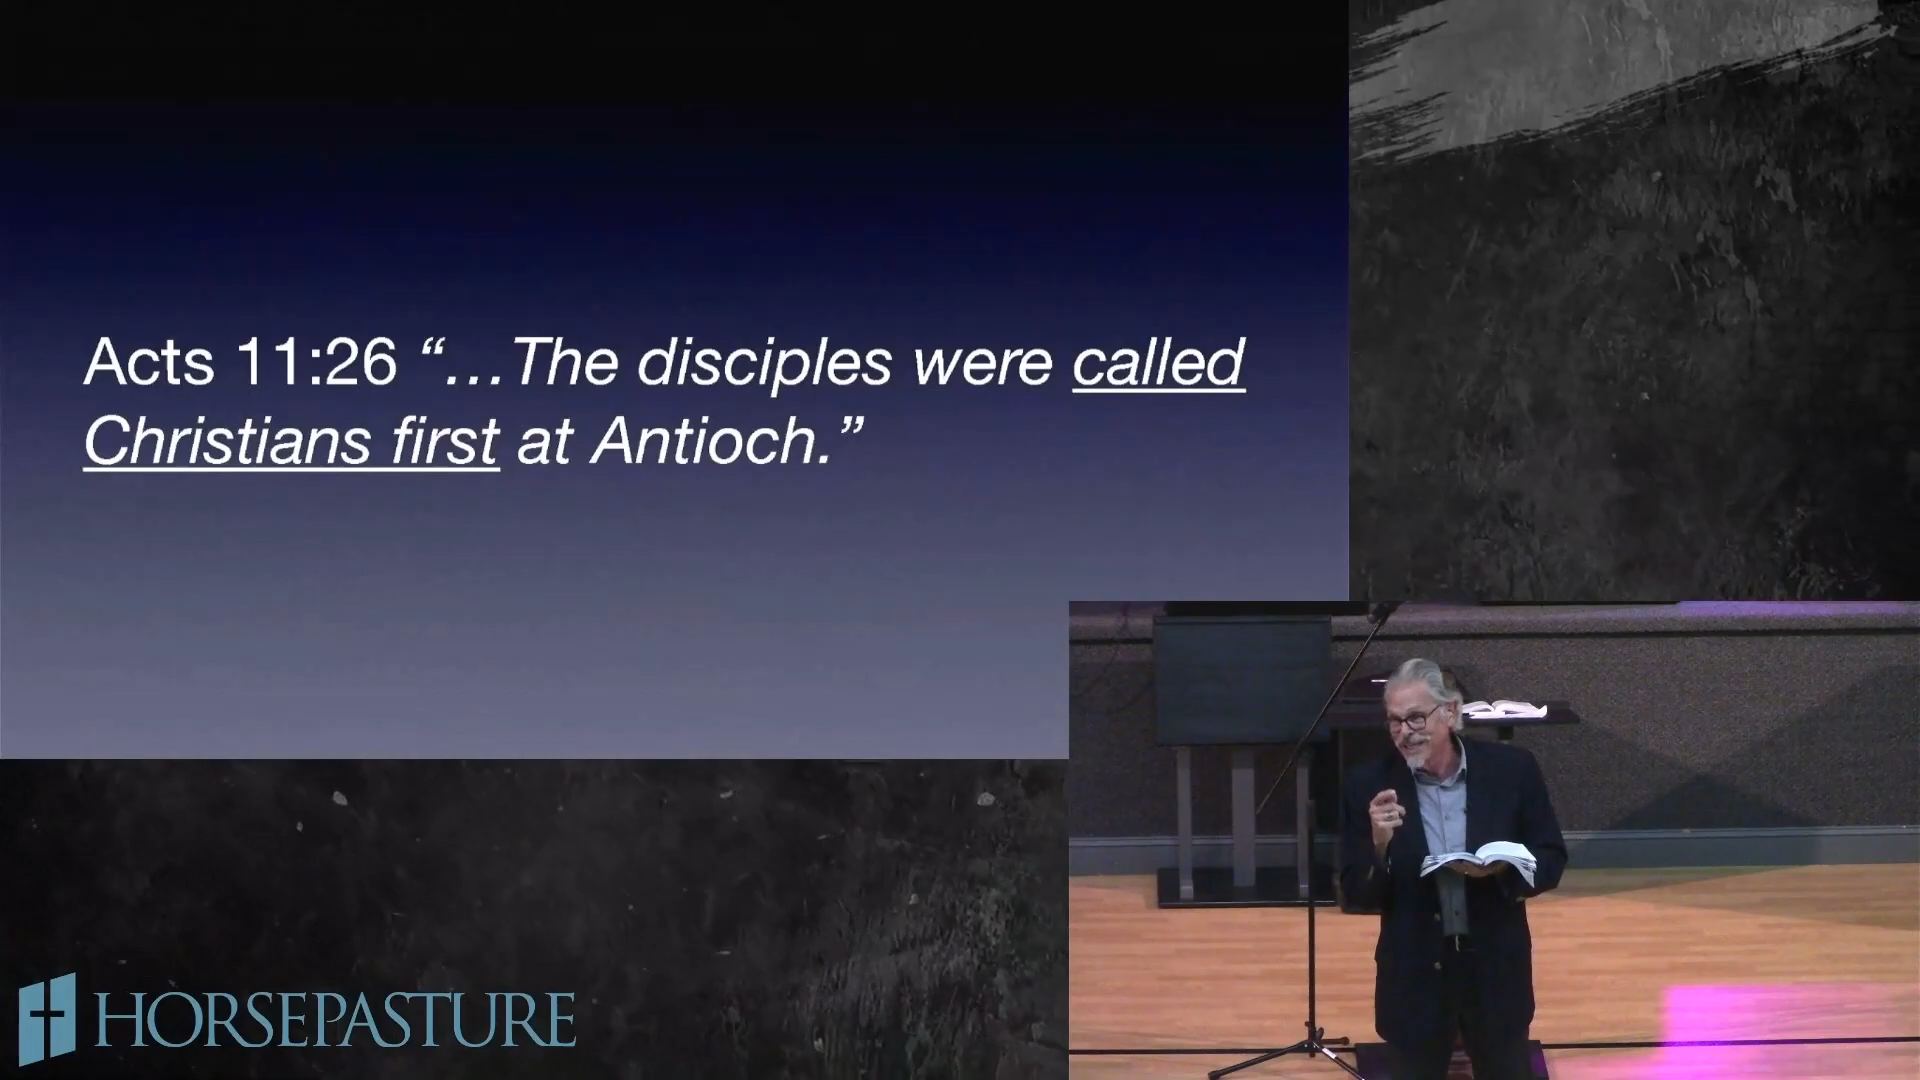 Acts 11:26 “…The disciples were called
Christians first at Antioch.”
HORSEPASTURE